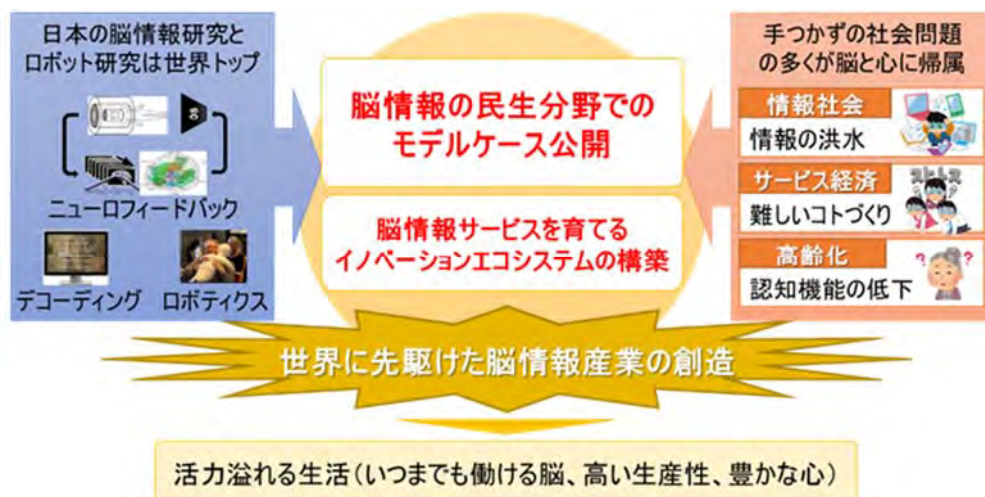 日本の脳情報研究と
ロボット研究は世界トップ
ニューロフィードバック
デコーディング
ロボティクス
脳情報の民生分野での
モデルケース公開
脳情報サービスを育てる
イノベーションエコシステムの構築
手つかずの社会問題
の多くが脳と心に帰属
情報社会
情報の洪水
サービス経済
ストレス
難しいコトづくり
高齢化
? ?
認知機能の低下
世界に先駆けた脳情報産業の創造
活力溢れる生活(いつまでも働ける脳、高い生産性、豊かな心)